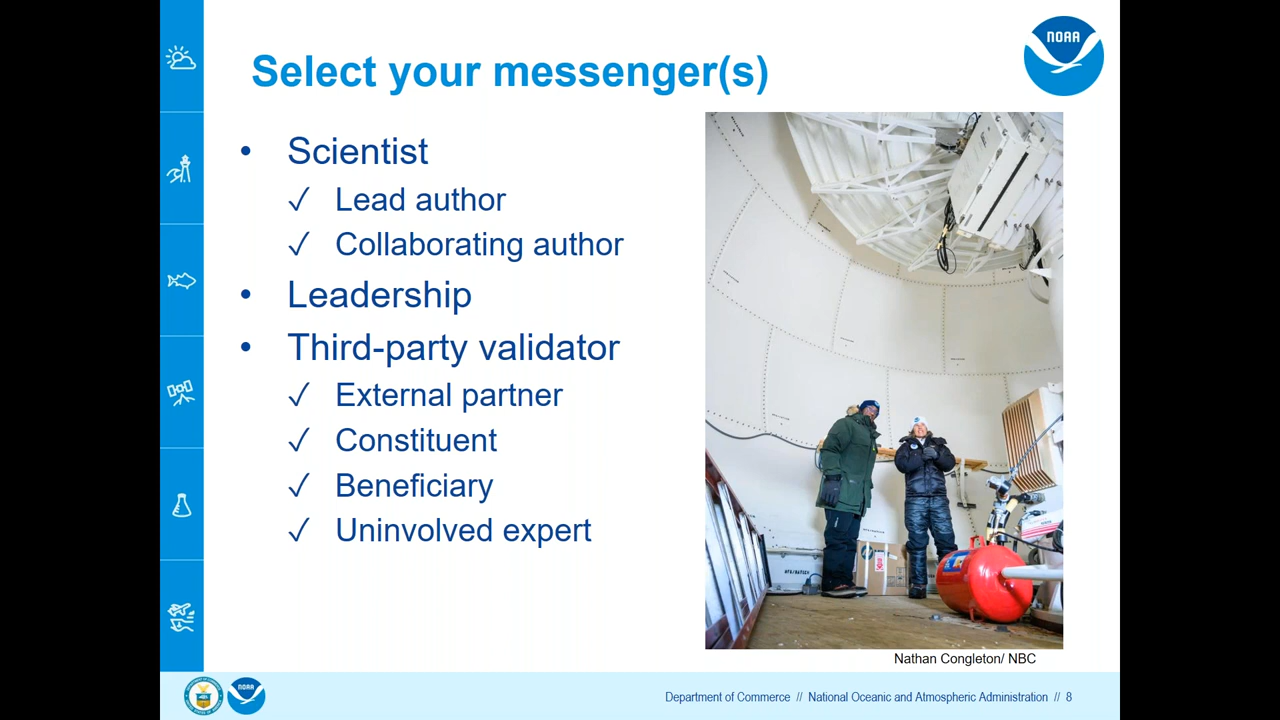 Select your messenger(s)
NOAA
• Scientist
✓ Lead author
✓ Collaborating author
• Leadership
• Third-party validator
✓ External partner
✓ Constituent
✓ Beneficiary
✓ Uninvolved expert
Nathan Congleton/ NBC
NOAA
Department of Commerce // National Oceanic and Atmospheric Administration // 8